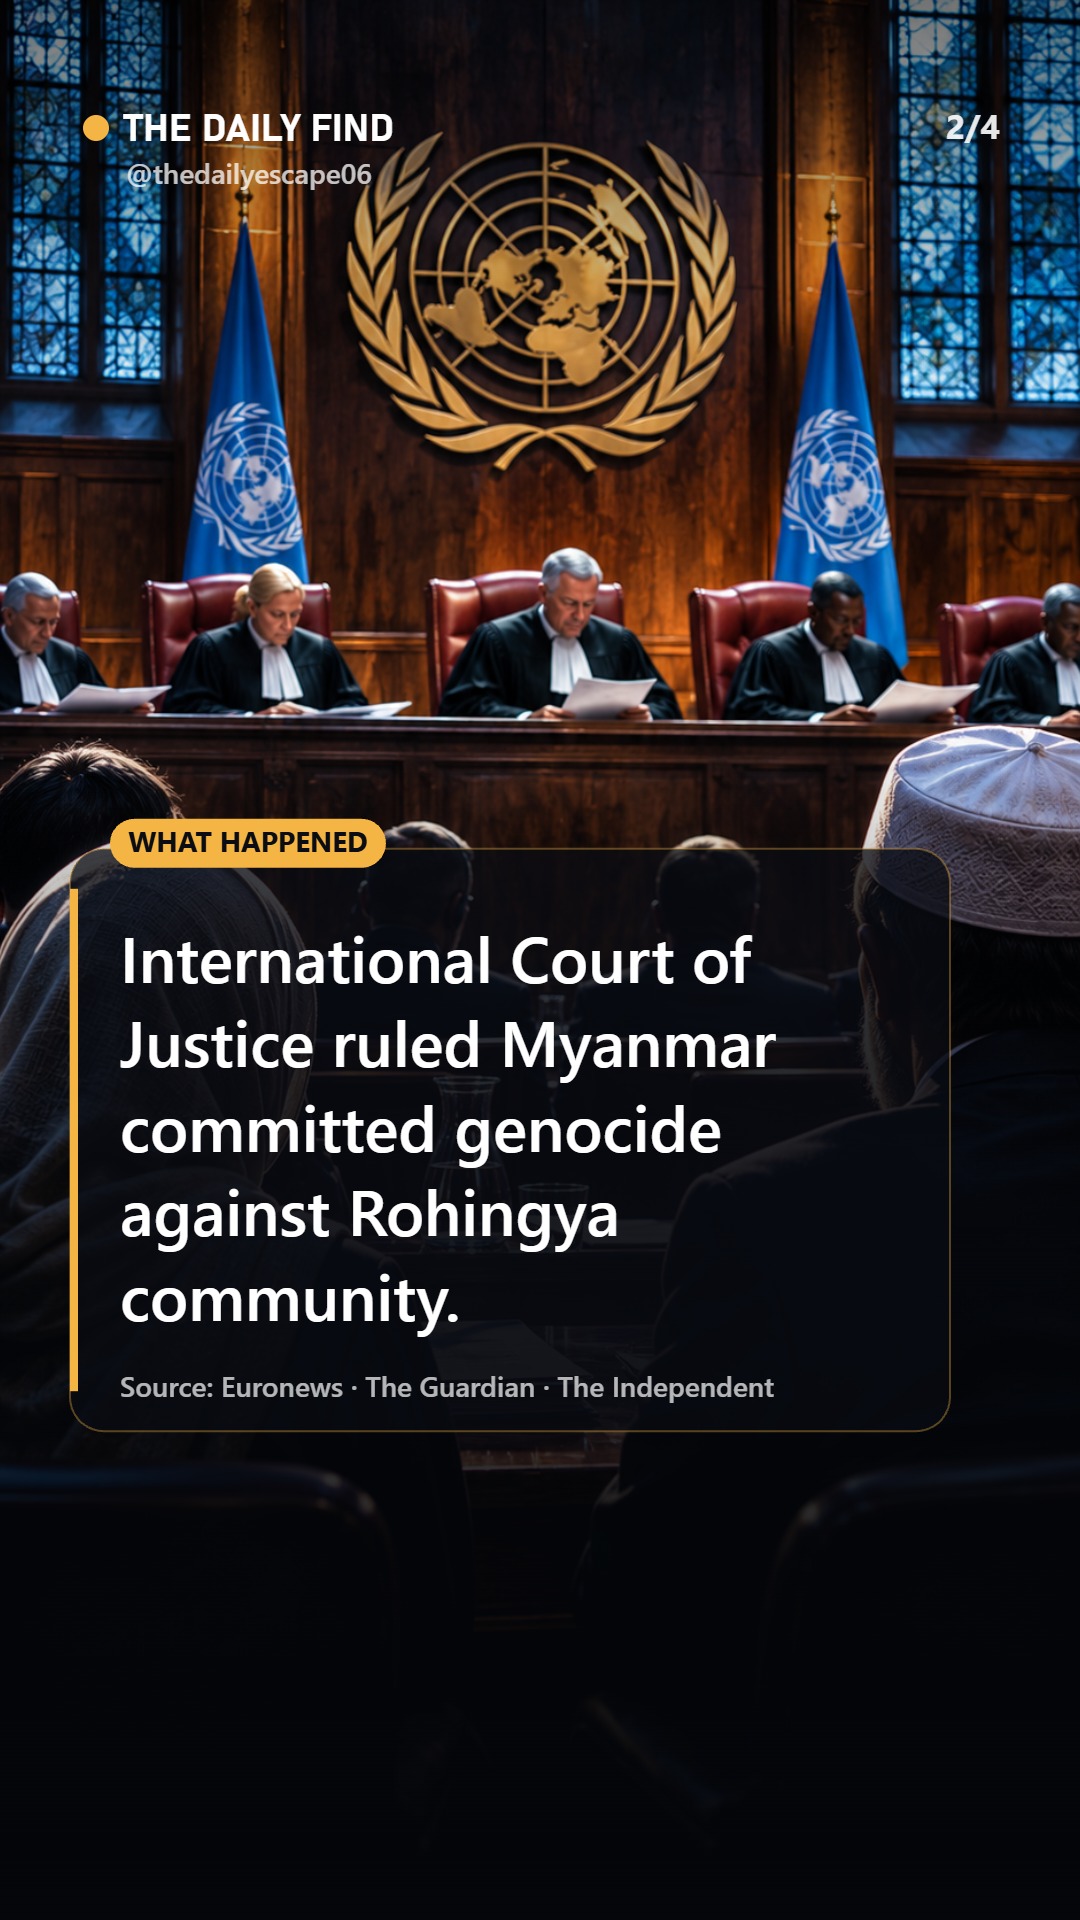 THE DAILY FIND
@thedailyescape06
2/4
WHAT HAPPENED
International Court of
Justice ruled Myanmar
committed genocide
against Rohingya
community.
Source: Euronews · The Guardian · The Independent